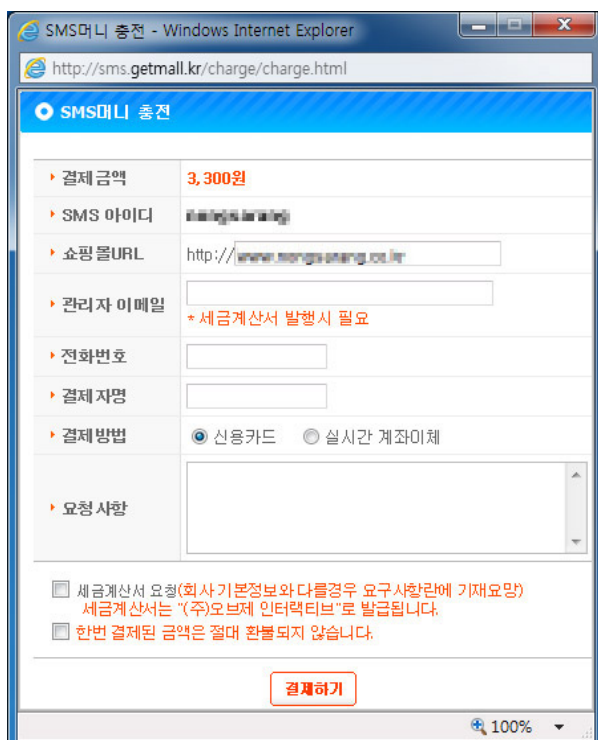 SMS머니 충전 - Windows Internet Explorer
http://sms.getmall.kr/charge/charge.html
SMS머니 충전
결제금액 3,300원
SMS 아이디
쇼핑몰URL http://
관리자 이메일
* 세금계산서 발행시 필요
전화번호
결제자명
결제방법 신용카드 실시간 계좌이체
요청사항
세금계산서 요청(회사 기본정보와 다를경우 요구사항란에 기재요망)
세금계산서는 "(주)오브제 인터랙티브"로 발급됩니다.
한번 결제된 금액은 절대 환불되지 않습니다.
결제하기
100%